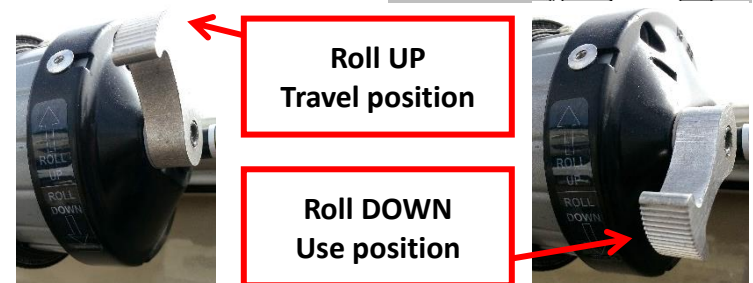 Roll UP
Travel position
ROLL
UP
ROLL
DOWN
ROLL
UP
ROLL
DOWN
Roll DOWN
Use position